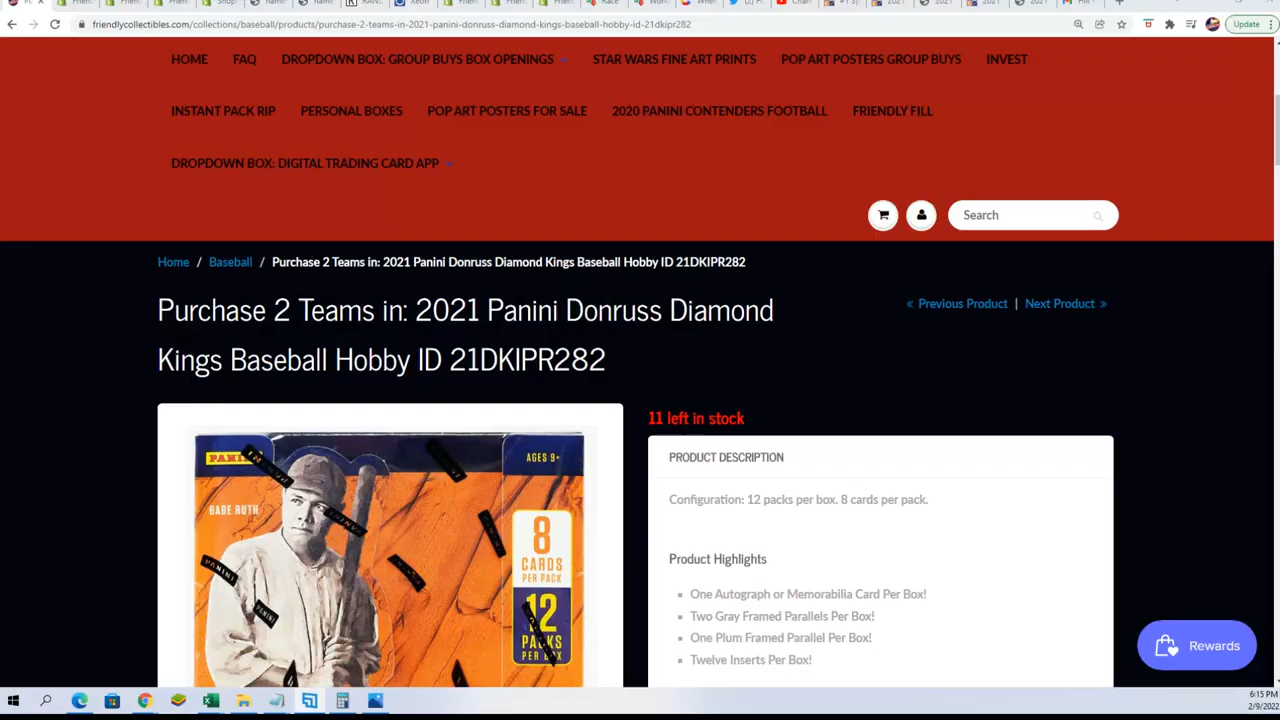 friendlycollectibles.com/collections/baseball/products/purchase-2-teams-in-2021-panini-donruss-diamond-kings-baseball-hobby-id-21dkipr282
Update
HOME FAQ DROPDOWN BOX: GROUP BUYS BOX OPENINGS STAR WARS FINE ART PRINTS POP ART POSTERS GROUP BUYS INVEST
INSTANT PACK RIP PERSONAL BOXES POP ART POSTERS FOR SALE 2020 PANINI CONTENDERS FOOTBALL FRIENDLY FILL
DROPDOWN BOX: DIGITAL TRADING CARD APP
Search
Home / Baseball / Purchase 2 Teams in: 2021 Panini Donruss Diamond Kings Baseball Hobby ID 21DKIPR282
Purchase 2 Teams in: 2021 Panini Donruss Diamond
Kings Baseball Hobby ID 21DKIPR282
« Previous Product | Next Product »
11 left in stock
PRODUCT DESCRIPTION
Configuration: 12 packs per box. 8 cards per pack.
Product Highlights
One Autograph or Memorabilia Card Per Box!
Two Gray Framed Parallels Per Box!
One Plum Framed Parallel Per Box!
Twelve Inserts Per Box!
AGES 9+
BABE RUTH
8
CARDS
PER PACK
12
PACKS
PER BOX
PANINI
PANINI
PANINI
Rewards
6:15 PM
2/9/2022